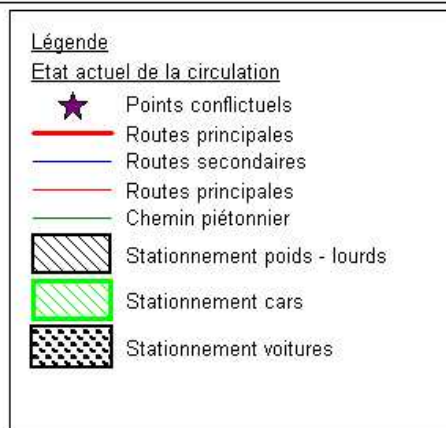 Légende
Etat actuel de la circulation
Points conflictuels
Routes principales
Routes secondaires
Routes principales
Chemin piétonnier
Stationnement poids - lourds
Stationnement cars
Stationnement voitures